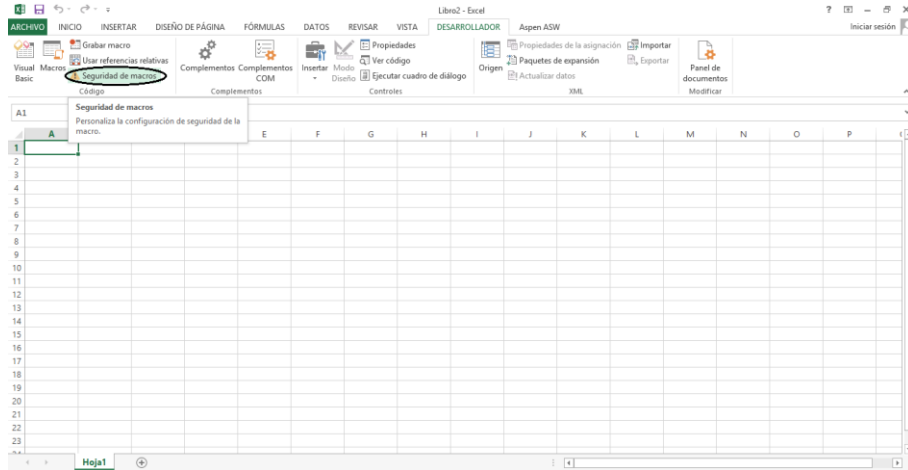 Libro2 - Excel
ARCHIVO INICIO INSERTAR DISEÑO DE PÁGINA FÓRMULAS DATOS REVISAR VISTA DESARROLLADOR Aspen ASW Iniciar sesión
Visual Basic
Macros
Grabar macro
Usar referencias relativas
Seguridad de macros
Código
Complementos
Complementos COM
Complementos
Insertar
Modo Diseño
Propiedades
Ver código
Ejecutar cuadro de diálogo
Controles
Origen
Propiedades de la asignación
Paquetes de expansión
Actualizar datos
Importar
Exportar
XML
Panel de documentos
Modificar
A1
Seguridad de macros
Personaliza la configuración de seguridad de la
macro.
A E F G H I J K L M N O P
1
2
3
4
5
6
7
8
9
10
11
12
13
14
15
16
17
18
19
20
21
22
23
Hoja1